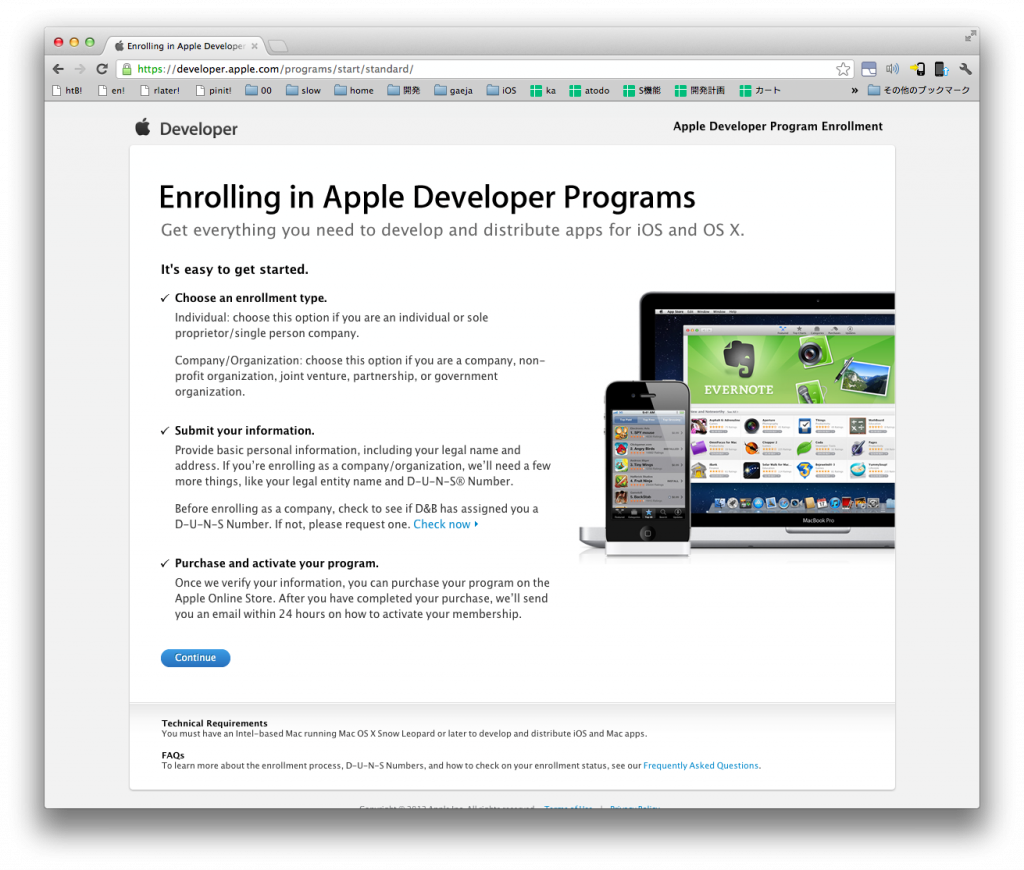 Enrolling in Apple Developer
https://developer.apple.com/programs/start/standard/
htB!
en!
rlater!
pinit!
00
slow
home
開発
gaeja
iOS
ka
atodo
S機能
開発計画
カート
»
その他のブックマーク
Developer
Apple Developer Program Enrollment
Enrolling in Apple Developer Programs
Get everything you need to develop and distribute apps for iOS and OS X.
It's easy to get started.
✓ Choose an enrollment type.
Individual: choose this option if you are an individual or sole
proprietor/single person company.
Company/Organization: choose this option if you are a company, non-
profit organization, joint venture, partnership, or government
organization.
EVERNOTE
✓ Submit your information.
Provide basic personal information, including your legal name and
address. If you're enrolling as a company/organization, we'll need a few
more things, like your legal entity name and D-U-N-S® Number.
Before enrolling as a company, check to see if D&B has assigned you a
D-U-N-S Number. If not, please request one. Check now
MacBook Pro
✓ Purchase and activate your program.
Once we verify your information, you can purchase your program on the
Apple Online Store. After you have completed your purchase, we'll send
you an email within 24 hours on how to activate your membership.
Continue
Technical Requirements
You must have an Intel-based Mac running Mac OS X Snow Leopard or later to develop and distribute iOS and Mac apps.
FAQs
To learn more about the enrollment process, D-U-N-S Numbers, and how to check on your enrollment status, see our Frequently Asked Questions.